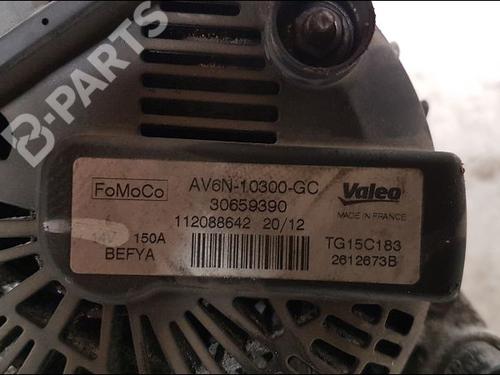 B-PARTS
FoMoCo
AV6N-10300-GC
30659390
112088642 20/12
150A
BEFYA
Valeo
MADE IN FRANCE
TG15C183
2612673B